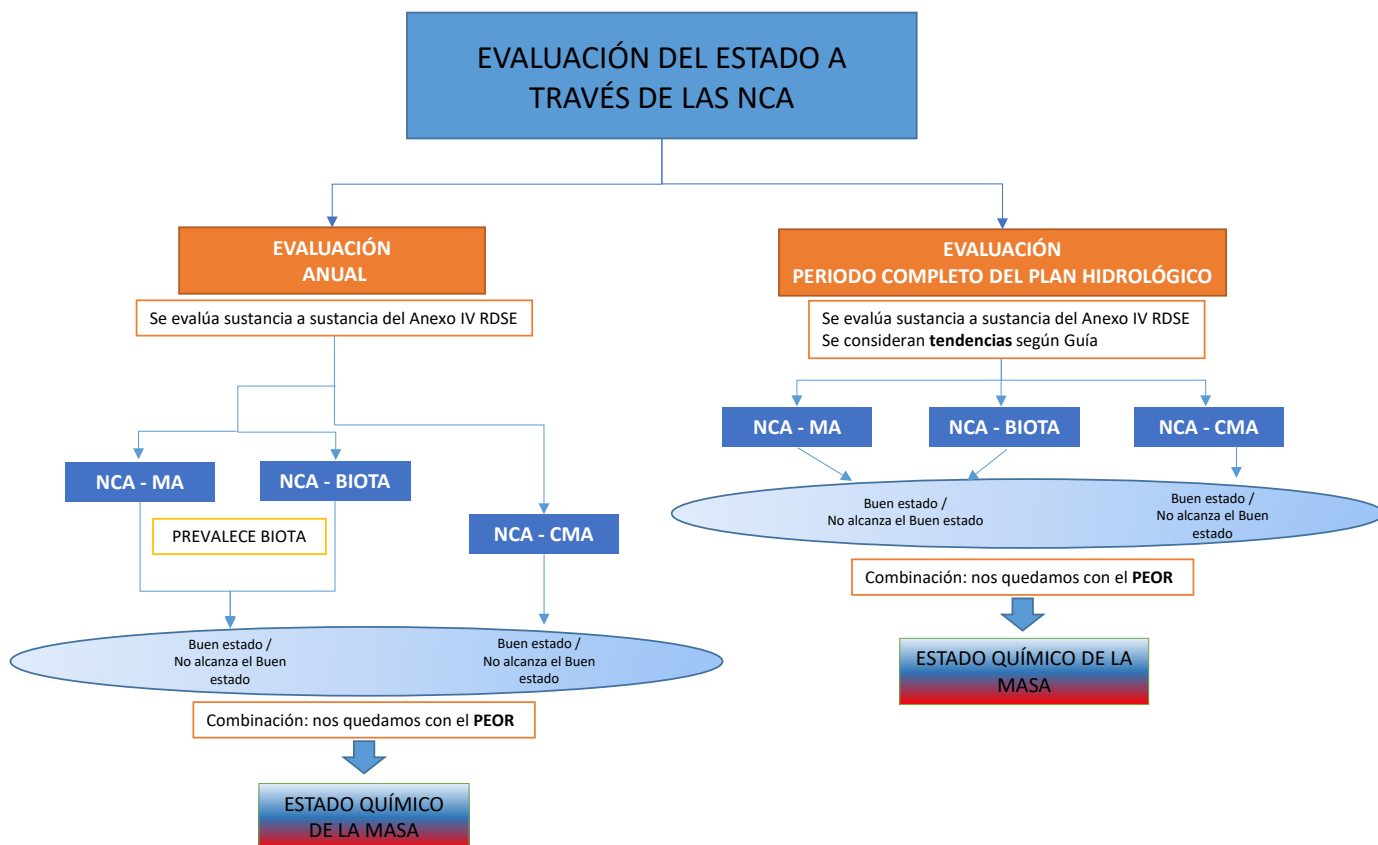 EVALUACIÓN DEL ESTADO A
TRAVÉS DE LAS NCA
EVALUACIÓN
ANUAL
Se evalúa sustancia a sustancia del Anexo IV RDSE
NCA - MA
NCA - BIOTA
PREVALECE BIOTA
NCA - CMA
Buen estado /
No alcanza el Buen
estado
Buen estado /
No alcanza el Buen
estado
Combinación: nos quedamos con el PEOR
ESTADO QUÍMICO
DE LA MASA
EVALUACIÓN
PERIODO COMPLETO DEL PLAN HIDROLÓGICO
Se evalúa sustancia a sustancia del Anexo IV RDSE
Se consideran tendencias según Guía
NCA - MA
NCA - BIOTA
NCA - CMA
Buen estado /
No alcanza el Buen estado
Buen estado /
No alcanza el Buen
estado
Combinación: nos quedamos con el PEOR
ESTADO QUÍMICO DE LA
MASA